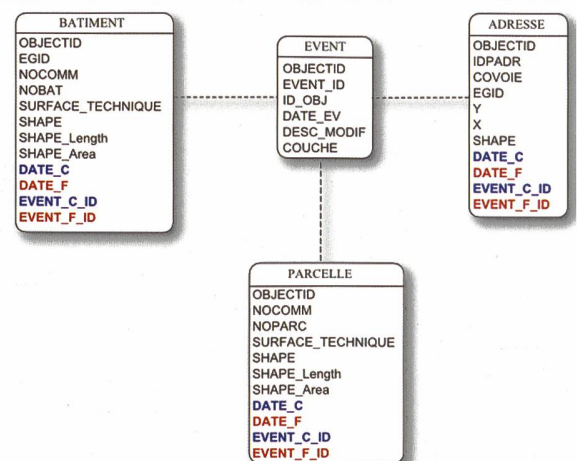 BATIMENT
OBJECTID
EGID
NOCOMM
NOBAT
SURFACE_TECHNIQUE
SHAPE
SHAPE_Length
SHAPE_Area
DATE_C
DATE_F
EVENT_C_ID
EVENT_F_ID
EVENT
OBJECTID
EVENT_ID
ID_OBJ
DATE_EV
DESC_MODIF
COUCHE
ADRESSE
OBJECTID
IDPADR
COVOIE
EGID
Y
X
SHAPE
DATE_C
DATE_F
EVENT_C_ID
EVENT_F_ID
PARCELLE
OBJECTID
NOCOMM
NOPARC
SURFACE_TECHNIQUE
SHAPE
SHAPE_Length
SHAPE_Area
DATE_C
DATE_F
EVENT_C_ID
EVENT_F_ID